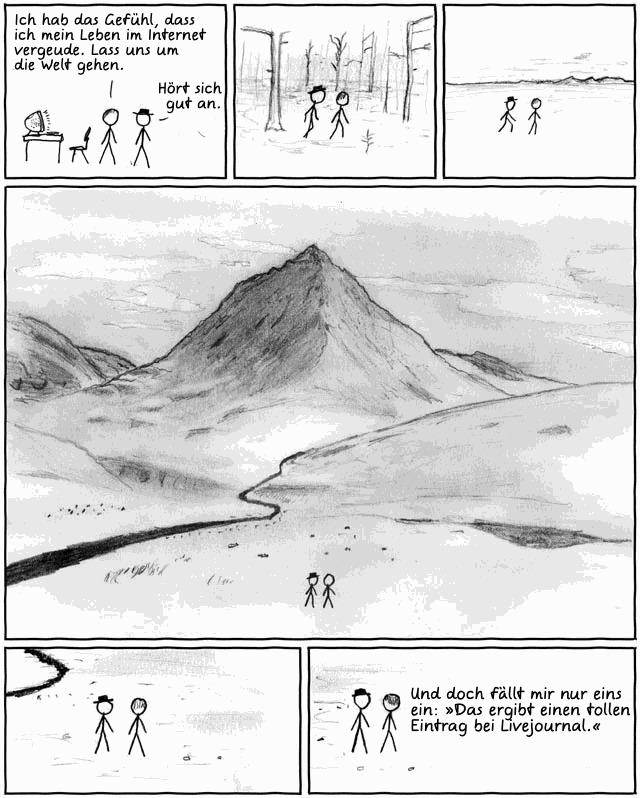 Ich hab das Gefühl, dass
ich mein Leben im Internet
vergeude. Lass uns um
die Welt gehen.
Hört sich
gut an.
Und doch fällt mir nur eins
ein: »Das ergibt einen tollen
Eintrag bei Livejournal.«